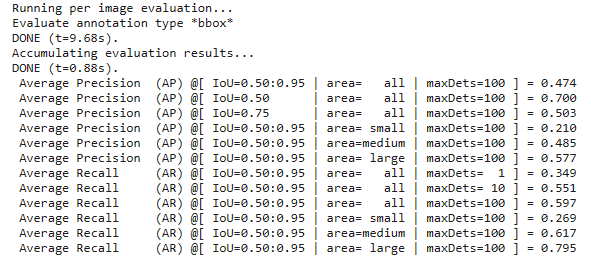 Running per image evaluation...
Evaluate annotation type *bbox*
DONE (t=9.68s).
Accumulating evaluation results...
DONE (t=0.88s).
 Average Precision  (AP) @[ IoU=0.50:0.95 | area=   all | maxDets=100 ] = 0.474
 Average Precision  (AP) @[ IoU=0.50      | area=   all | maxDets=100 ] = 0.700
 Average Precision  (AP) @[ IoU=0.75      | area=   all | maxDets=100 ] = 0.503
 Average Precision  (AP) @[ IoU=0.50:0.95 | area= small | maxDets=100 ] = 0.210
 Average Precision  (AP) @[ IoU=0.50:0.95 | area=medium | maxDets=100 ] = 0.485
 Average Precision  (AP) @[ IoU=0.50:0.95 | area= large | maxDets=100 ] = 0.577
 Average Recall     (AR) @[ IoU=0.50:0.95 | area=   all | maxDets=  1 ] = 0.349
 Average Recall     (AR) @[ IoU=0.50:0.95 | area=   all | maxDets= 10 ] = 0.551
 Average Recall     (AR) @[ IoU=0.50:0.95 | area=   all | maxDets=100 ] = 0.597
 Average Recall     (AR) @[ IoU=0.50:0.95 | area= small | maxDets=100 ] = 0.269
 Average Recall     (AR) @[ IoU=0.50:0.95 | area=medium | maxDets=100 ] = 0.617
 Average Recall     (AR) @[ IoU=0.50:0.95 | area= large | maxDets=100 ] = 0.795